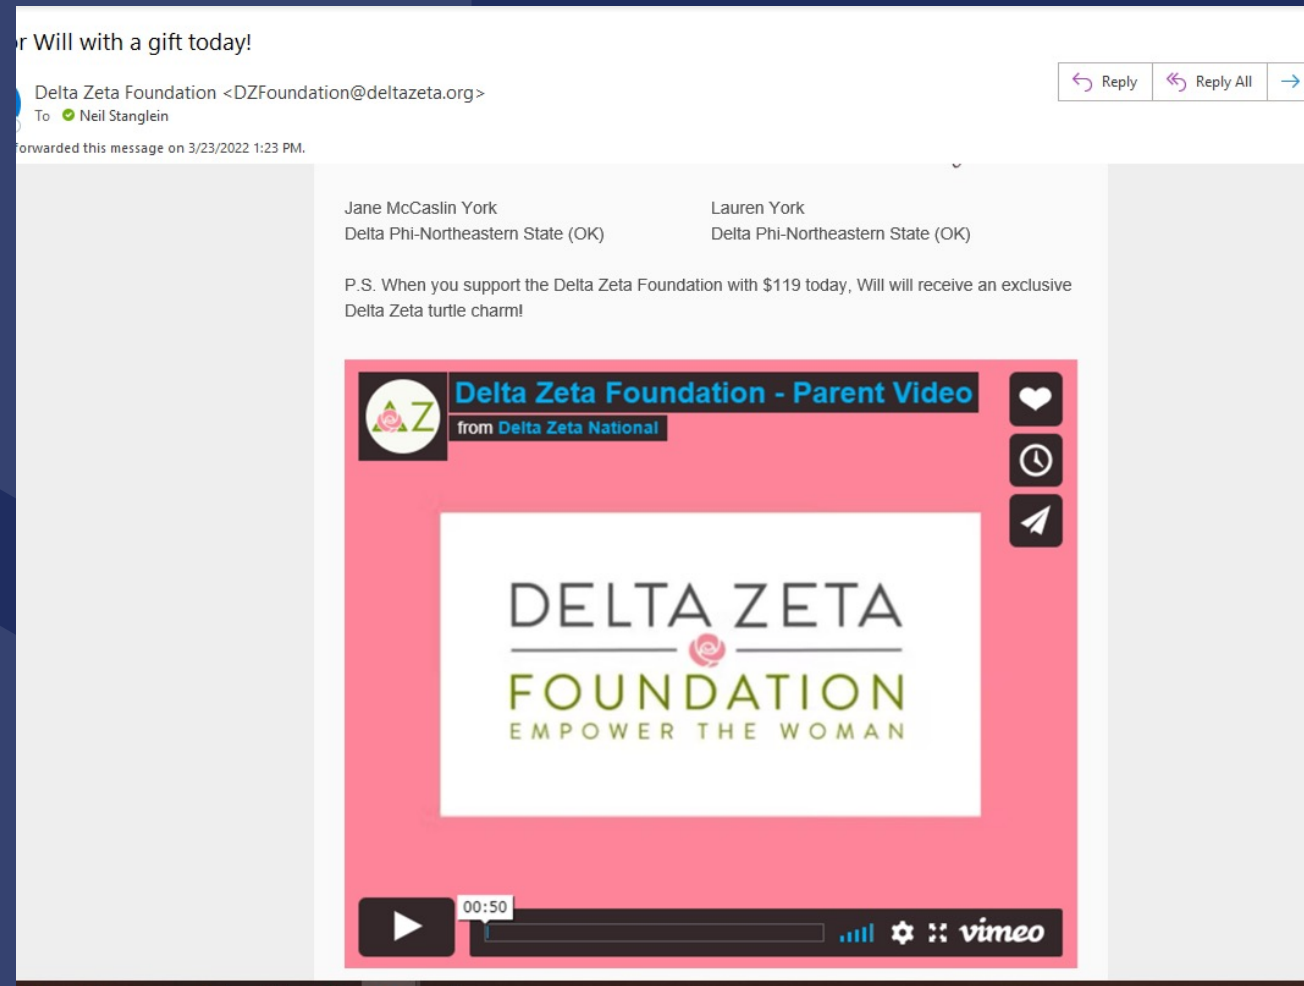 r Will with a gift today!
Delta Zeta Foundation <DZFoundation@deltazeta.org>
To Neil Stanglein
Reply
Reply All
forwarded this message on 3/23/2022 1:23 PM.
Jane McCaslin York
Delta Phi-Northeastern State (OK)
Lauren York
Delta Phi-Northeastern State (OK)
P.S. When you support the Delta Zeta Foundation with $119 today, Will will receive an exclusive
Delta Zeta turtle charm!
ΔZ
Delta Zeta Foundation - Parent Video
from Delta Zeta National
DELTA ZETA
FOUNDATION
EMPOWER THE WOMAN
00:50
vimeo